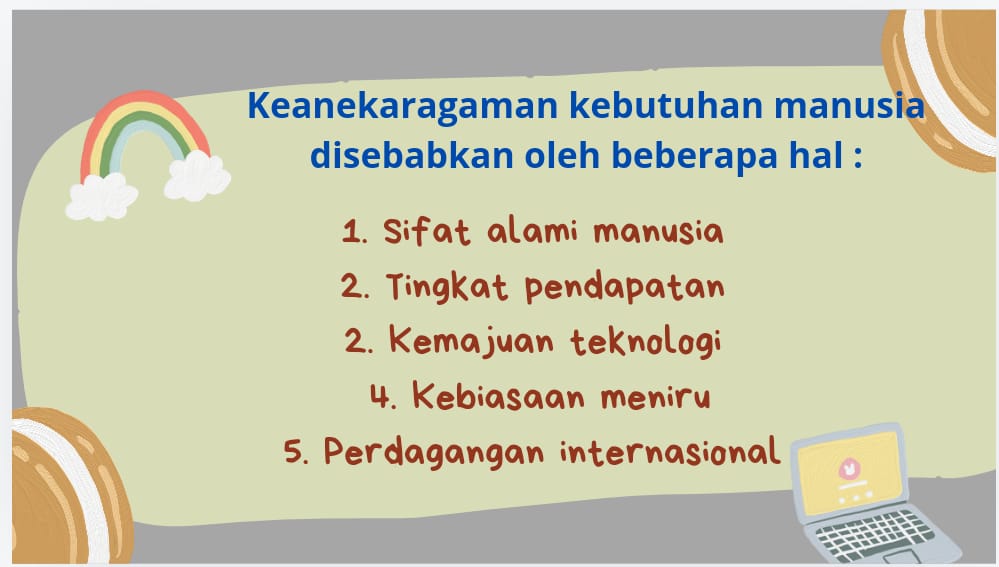 Keanekaragaman kebutuhan manusia
disebabkan oleh beberapa hal :
1. Sifat alami manusia
2. Tingkat pendapatan
2. Kemajuan teknologi
4. Kebiasaan meniru
5. Perdagangan internasional